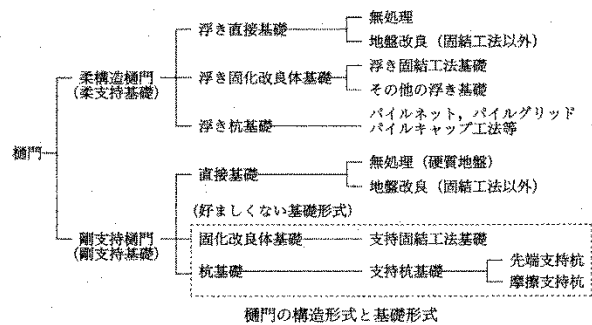 無処理
浮き直接基礎
地盤改良（固結工法以外）
柔構造樋門
(柔支持基礎)
浮き固化改良体基礎
浮き固結工法基礎
その他の浮き基礎
浮き杭基礎
パイルネット，パイルグリッド
パイルキャップ工法等
樋門
直接基礎
無処理（硬質地盤）
地盤改良（固結工法以外）
(好ましくない基礎形式)
剛支持樋門
(剛支持基礎)
固化改良体基礎
支持固結工法基礎
杭基礎
支持杭基礎
先端支持杭
摩擦支持杭
樋門の構造形式と基礎形式